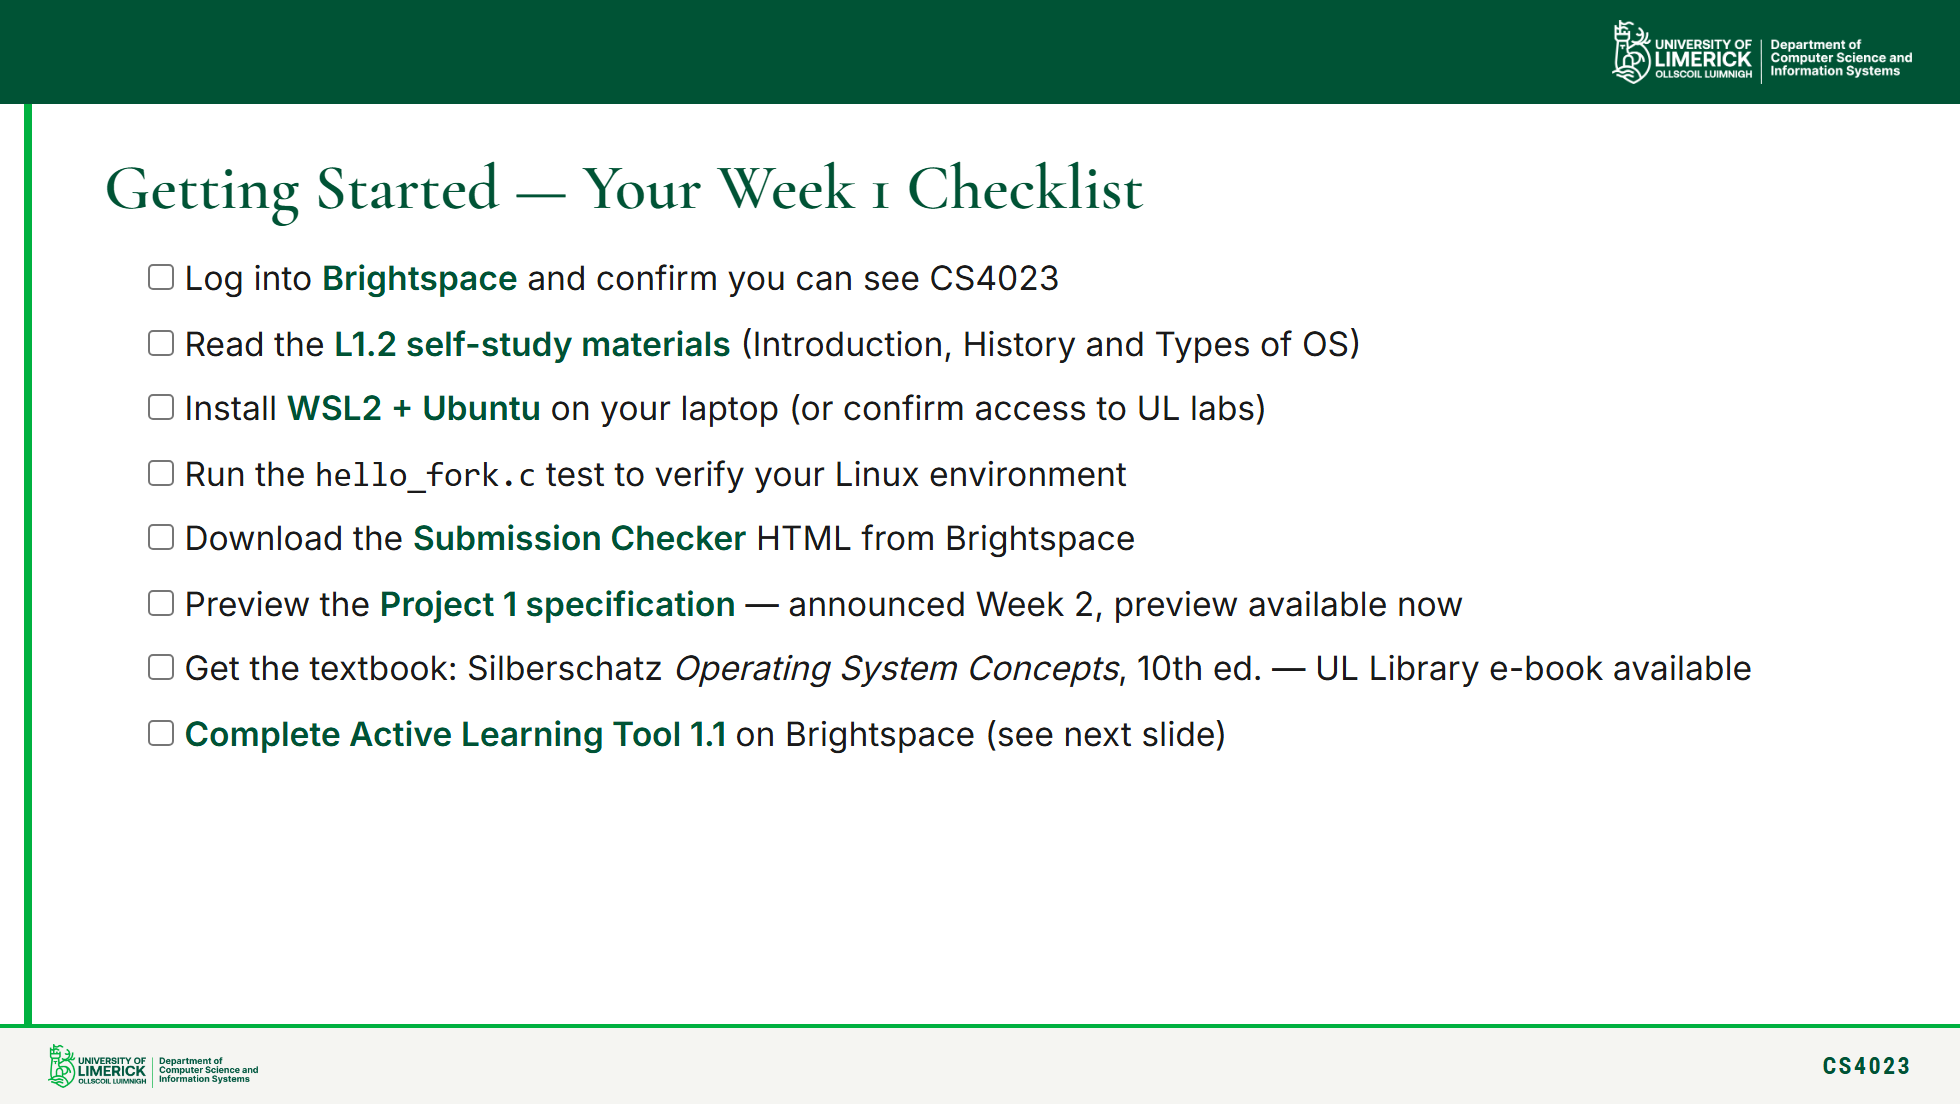 UNIVERSITY OF
LIMERICK
OLLSCOIL LUIMNIGH
Department of
Computer Science and
Information Systems
Getting Started — Your Week 1 Checklist
Log into Brightspace and confirm you can see CS4023
Read the L1.2 self-study materials (Introduction, History and Types of OS)
Install WSL2 + Ubuntu on your laptop (or confirm access to UL labs)
Run the hello_fork.c test to verify your Linux environment
Download the Submission Checker HTML from Brightspace
Preview the Project 1 specification — announced Week 2, preview available now
Get the textbook: Silberschatz Operating System Concepts, 10th ed. — UL Library e-book available
Complete Active Learning Tool 1.1 on Brightspace (see next slide)
UNIVERSITY OF
LIMERICK
OLLSCOIL LUIMNIGH
Department of
Computer Science and
Information Systems
CS4023